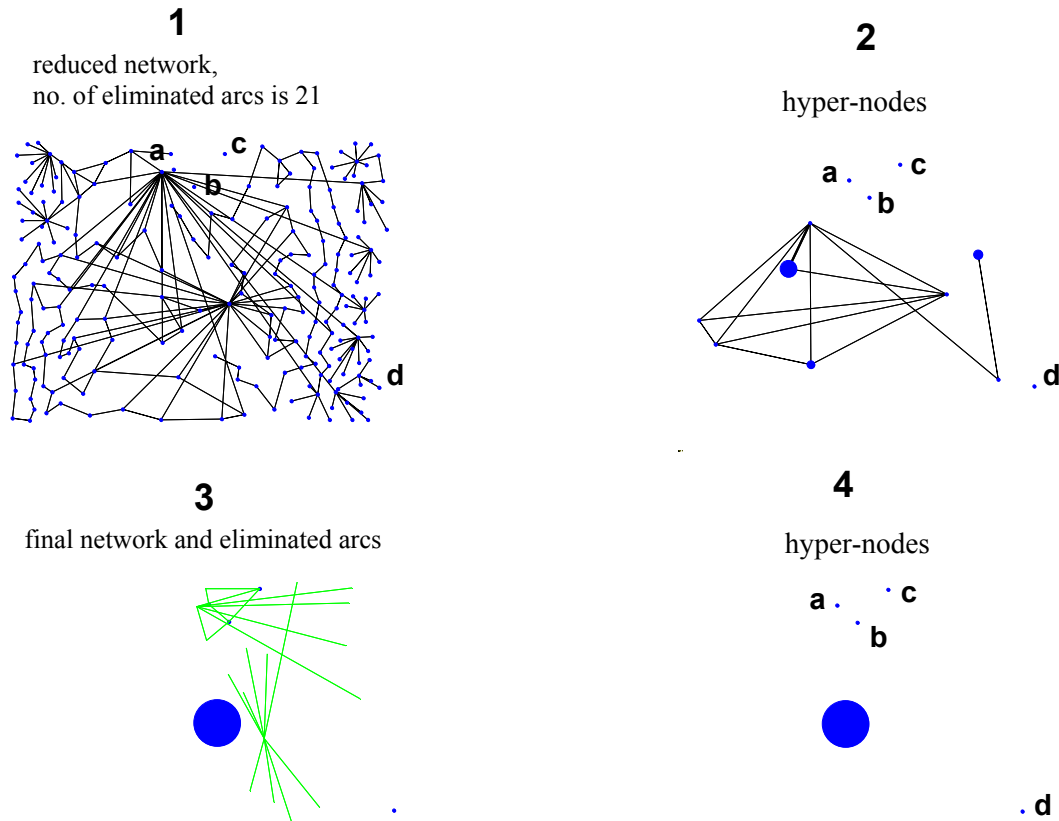 1
reduced network,
no. of eliminated arcs is 21
a
c
b
d
2
hyper-nodes
c
a
b
d
3
final network and eliminated arcs
4
hyper-nodes
c
a
b
d